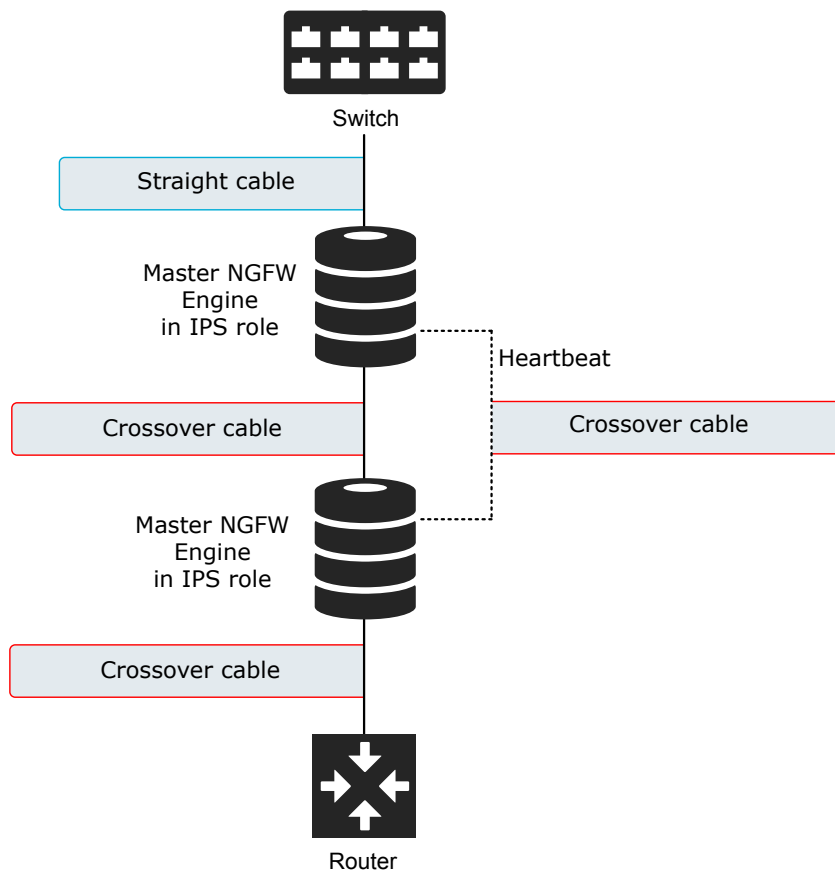 Switch
Straight cable
Master NGFW
Engine
in IPS role
Heartbeat
Crossover cable
Crossover cable
Master NGFW
Engine
in IPS role
Crossover cable
Router